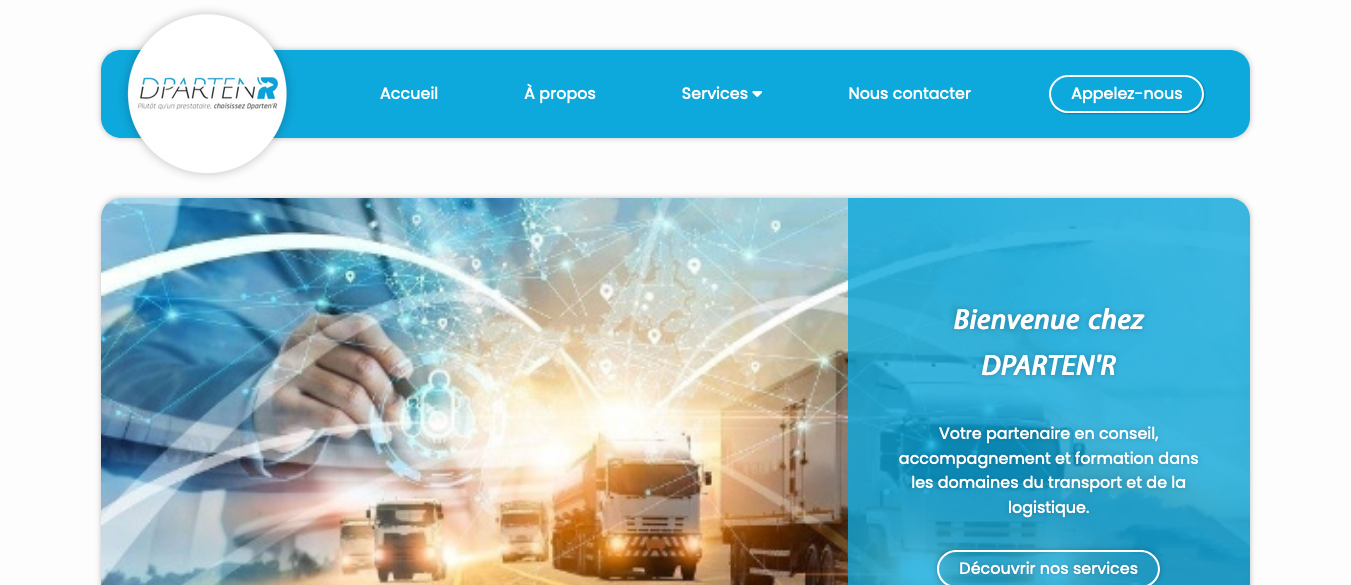 DPARTEN'R
Plutôt qu'un prestataire, choisissez Dparten'R
Accueil
À propos
Services
Nous contacter
Appelez-nous
Bienvenue chez
DPARTEN'R
Votre partenaire en conseil,
accompagnement et formation dans
les domaines du transport et de la
logistique.
Découvrir nos services